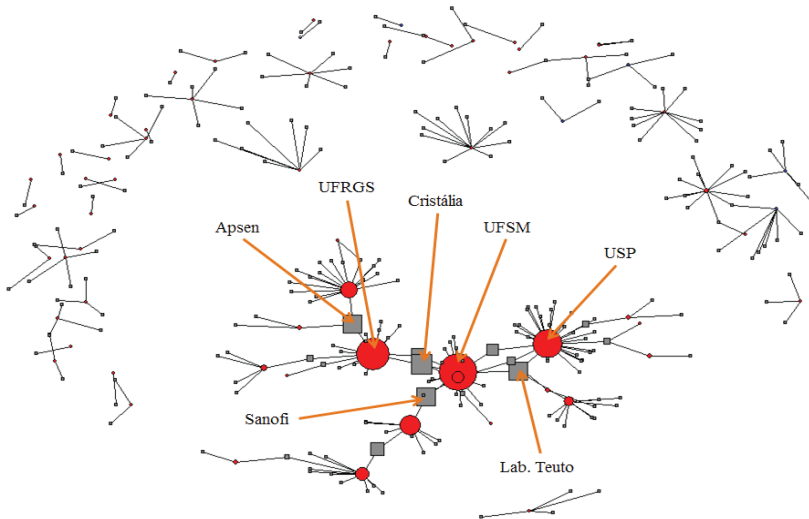 UFRGS
Cristália
Apsen
UFSM
USP
Sanofi
Lab. Teuto